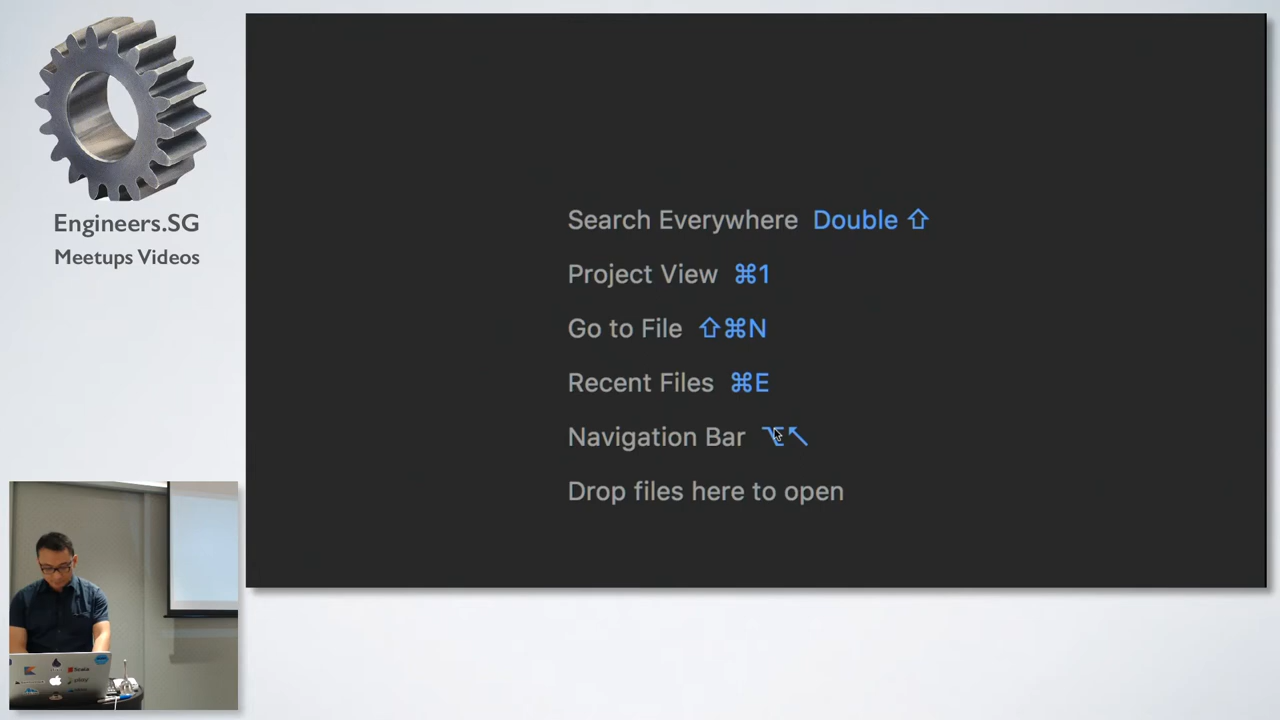 Engineers.SG
Meetups Videos
Search Everywhere Double ⇧
Project View ⌘1
Go to File ⇧⌘N
Recent Files ⌘E
Navigation Bar ⌥↖
Drop files here to open
Scala